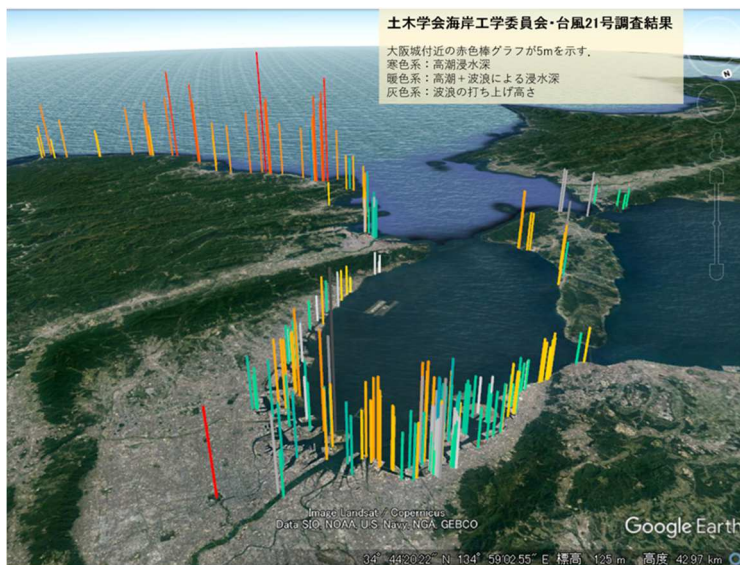 土木学会海岸工学委員会・台風21号調査結果
大阪城付近の赤色棒グラフが5mを示す.
寒色系：高潮浸水深
暖色系：高潮＋波浪による浸水深
灰色系：波浪の打ち上げ高さ
N
Image Landsat / Copernicus
Data SIO, NOAA, U.S. Navy, NGA, GEBCO
Google Earth
34° 44'20.22" N 134° 59'02.55" E 標高 125 m 高度 42.97 km